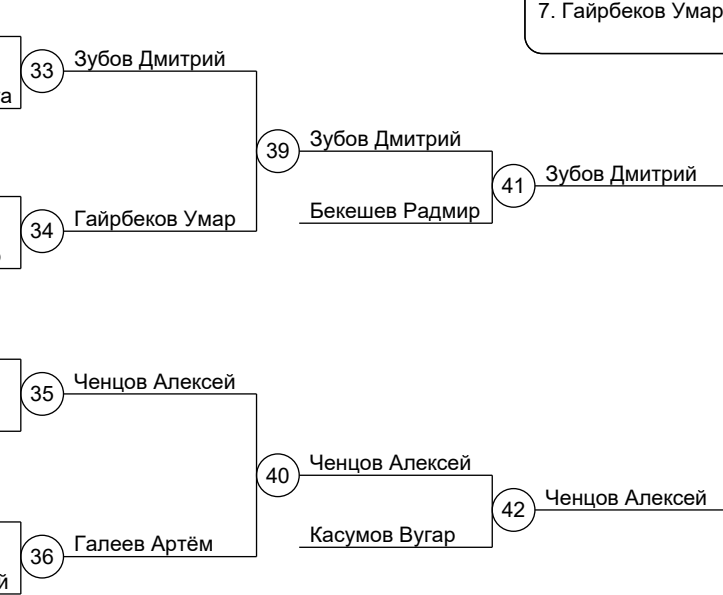 7. Гайрбеков Умар
33 Зубов Дмитрий
39 Зубов Дмитрий
41 Зубов Дмитрий
Бекешев Радмир
34 Гайрбеков Умар
35 Ченцов Алексей
40 Ченцов Алексей
42 Ченцов Алексей
Касумов Вугар
36 Галеев Артём